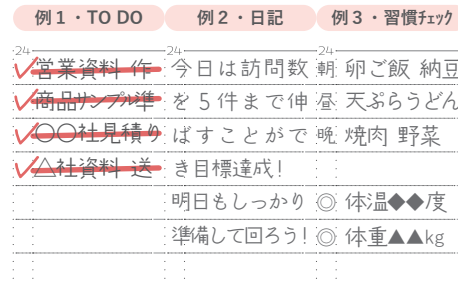 例1・TO DO
24
営業資料 作
商品サンプル準
〇〇社見積り
△社資料 送
例2・日記
24
今日は訪問数
を5件まで伸
ばすことがで
き目標達成！
明日もしっかり
準備して回ろう！
例3・習慣ﾁｪｯｸ
24
朝 卵ご飯 納豆
昼 天ぷらうどん
晩 焼肉 野菜
◎ 体温◆◆度
◎ 体重▲▲kg